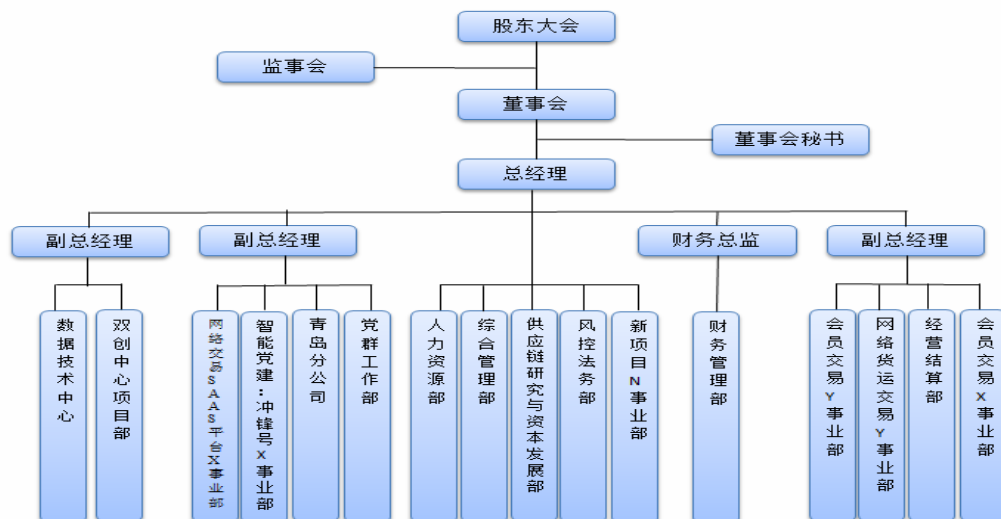 股东大会
监事会
董事会
董事会秘书
总经理
副总经理
副总经理
财务总监
副总经理
数据技术中心
双创中心项目部
网络交易SAAS平台X事业部
智能党建:冲锋号X事业部
青岛分公司
党群工作部
人力资源部
综合管理部
供应链研究与资本发展部
风控法务部
新项目N事业部
财务管理部
会员交易Y事业部
网络货运交易Y事业部
经营结算部
会员交易X事业部